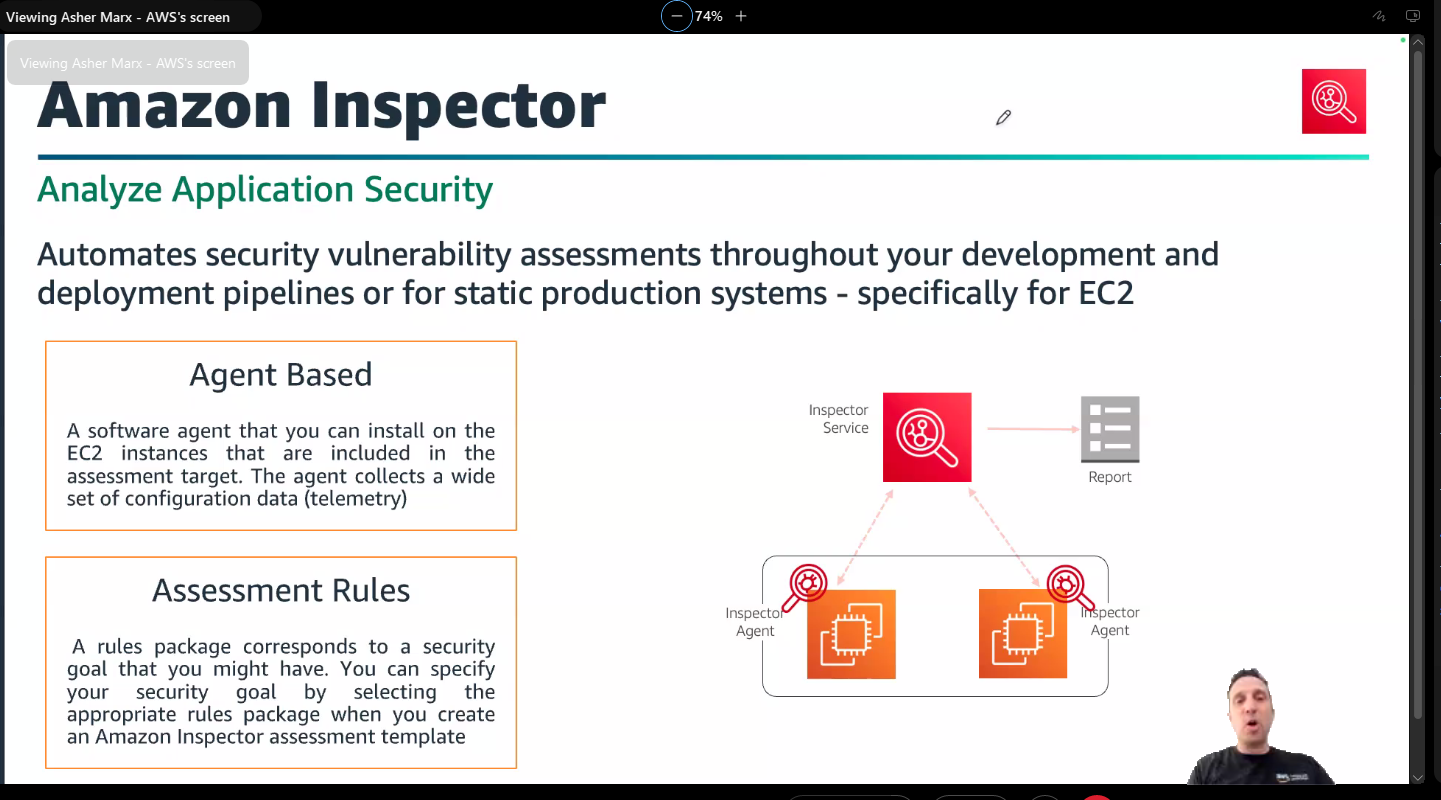 Viewing Asher Marx - AWS's screen
74%
Viewing Asher Marx - AWS's screen
Amazon Inspector
Analyze Application Security
Automates security vulnerability assessments throughout your development and
deployment pipelines or for static production systems - specifically for EC2
Agent Based
A software agent that you can install on the
EC2 instances that are included in the
assessment target. The agent collects a wide
set of configuration data (telemetry)
Assessment Rules
A rules package corresponds to a security
goal that you might have. You can specify
your security goal by selecting the
appropriate rules package when you create
an Amazon Inspector assessment template
Inspector
Service
Report
Inspector
Agent
Inspector
Agent